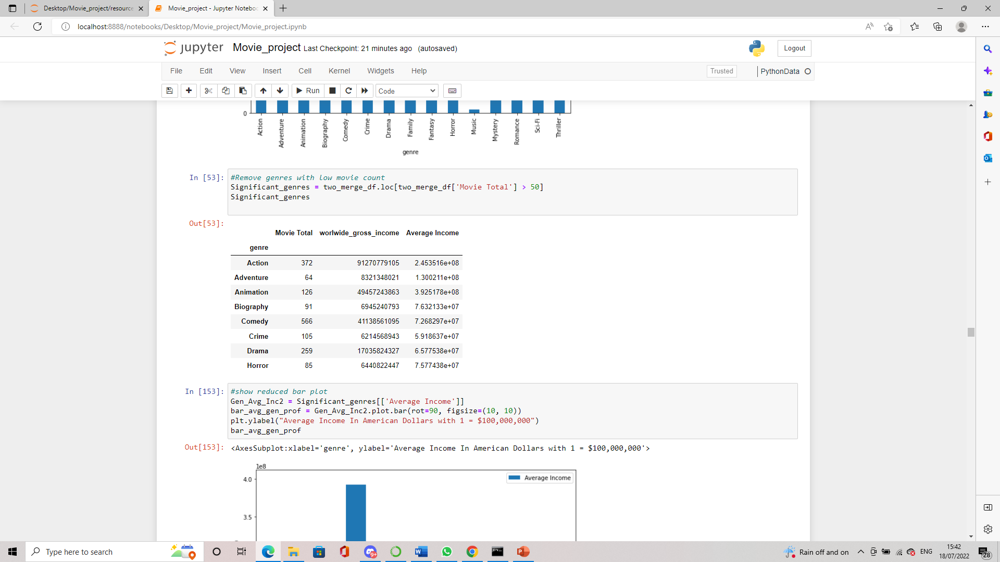 Desktop/Movie_project/resource
Movie_project - Jupyter Notebo
localhost:8888/notebooks/Desktop/Movie_project/Movie_project.ipynb
jupyter Movie_project Last Checkpoint: 21 minutes ago (autosaved)
Logout
File Edit View Insert Cell Kernel Widgets Help
Trusted
PythonData
Run
Code
0
Action Adventure Animation Biography Comedy Crime Drama Family Fantasy Horror Music Mystery Romance Sci-Fi Thriller
genre
In [53]: #Remove genres with low movie count
Significant_genres = two_merge_df.loc[two_merge_df['Movie Total'] > 50]
Significant_genres
Out[53]:
Movie Total worlwide_gross_income Average Income
genre
Action 372 91270779105 2.453516e+08
Adventure 64 8321348021 1.300211e+08
Animation 126 49457243863 3.925178e+08
Biography 91 6945240793 7.632133e+07
Comedy 566 41138561095 7.268297e+07
Crime 105 6214568943 5.918637e+07
Drama 259 17035824327 6.577538e+07
Horror 85 6440822447 7.577438e+07
In [153]: #show reduced bar plot
Gen_Avg_Inc2 = Significant_genres[['Average Income']]
bar_avg_gen_prof = Gen_Avg_Inc2.plot.bar(rot=90, figsize=(10, 10))
plt.ylabel("Average Income In American Dollars with 1 = $100,000,000")
bar_avg_gen_prof
Out[153]: <AxesSubplot:xlabel='genre', ylabel='Average Income In American Dollars with 1 = $100,000,000'>
1e8
4.0
Average Income
3.5
Type here to search
9+
Rain off and on
ENG
15:42
18/07/2022
28